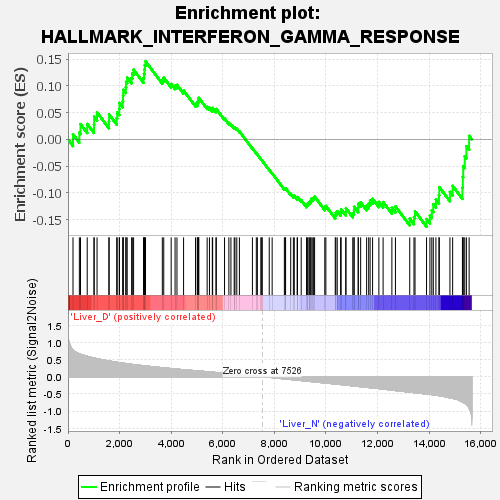 Enrichment plot:
HALLMARK_INTERFERON_GAMMA_RESPONSE
Enrichment score (ES)
0.15
0.10
0.05
0.00
-0.05
-0.10
-0.15
'Liver_D' (positively correlated)
Ranked list metric (Signal2Noise)
1.5
1.0
0.5
0.0
-0.5
-1.0
-1.5
Zero cross at 7526
'Liver_N' (negatively correlated)
0
2,000
4,000
6,000
8,000
10,000
12,000
14,000
16,000
Rank in Ordered Dataset
Enrichment profile
Hits
Ranking metric scores